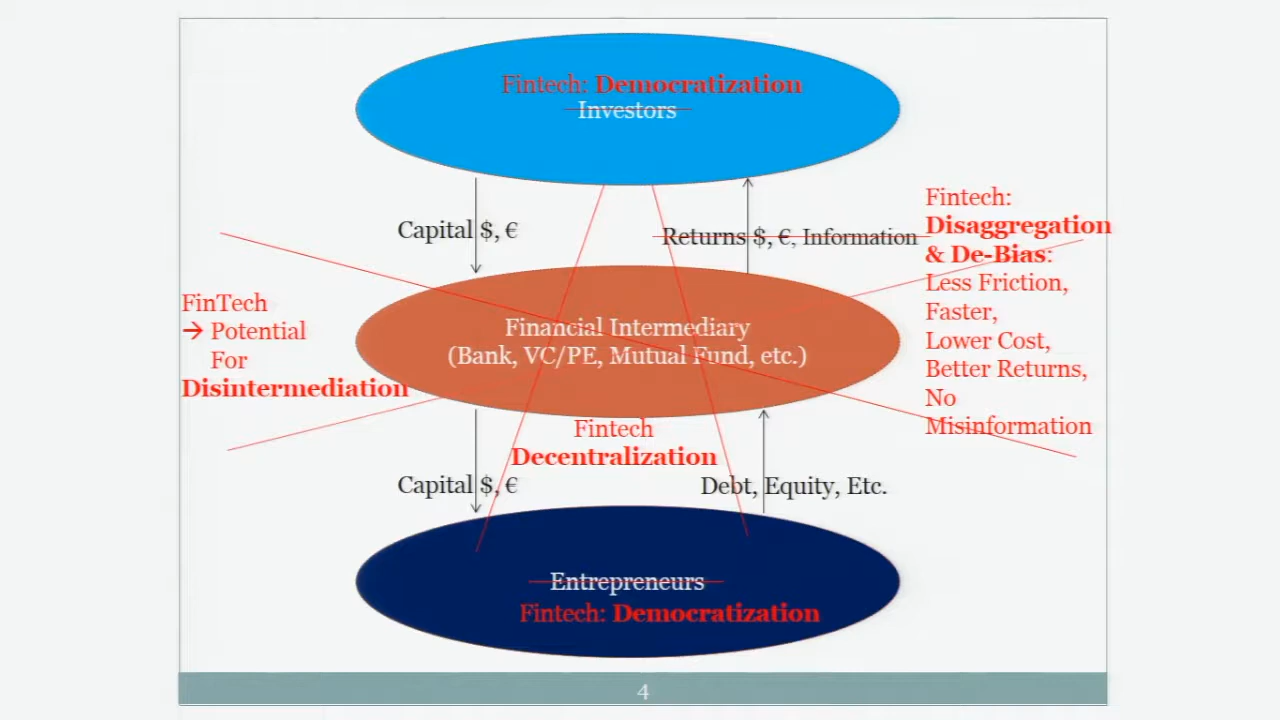 Fintech: Democratization
Investors
Capital $, €
Returns $, €, Information
Fintech:
Disaggregation
& De-Bias:
Less Friction,
Faster,
Lower Cost,
Better Returns,
No
Misinformation
FinTech
→ Potential
For
Disintermediation
Financial Intermediary
(Bank, VC/PE, Mutual Fund, etc.)
Fintech
Decentralization
Capital $, €
Debt, Equity, Etc.
Entrepreneurs
Fintech: Democratization
4